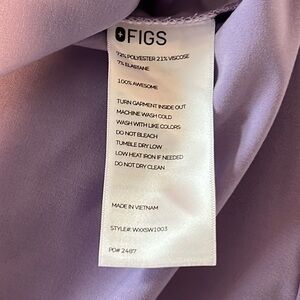 FIGS
72% POLYESTER 21% VISCOSE
7% ELASTANE
100% AWESOME
TURN GARMENT INSIDE OUT
MACHINE WASH COLD
WASH WITH LIKE COLORS
DO NOT BLEACH
TUMBLE DRY LOW
LOW HEAT IRON IF NEEDED
DO NOT DRY CLEAN
MADE IN VIETNAM
STYLE#: WXXSW1003
PO# 2487